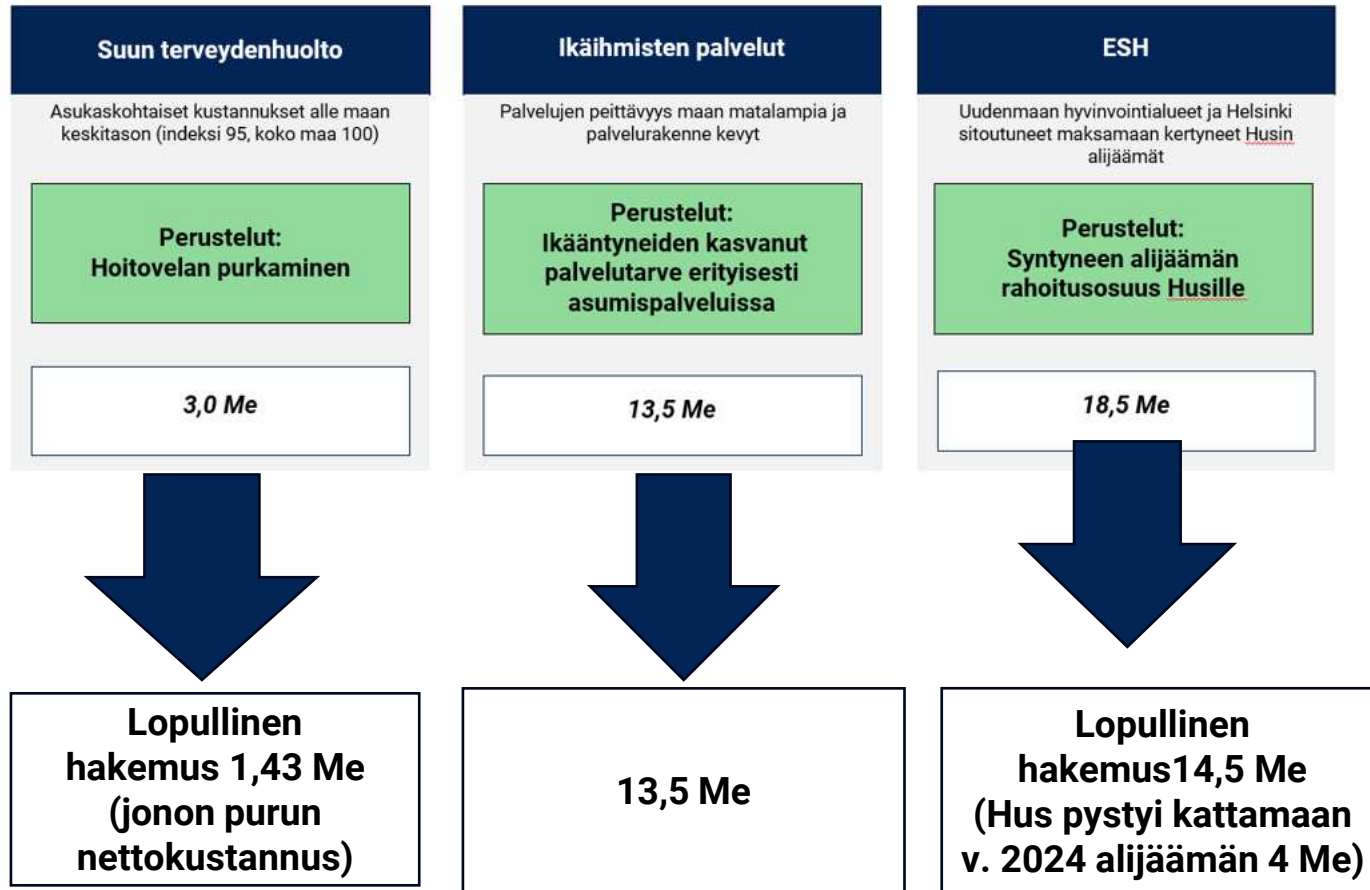 Suun terveydenhuolto
Asukaskohtaiset kustannukset alle maan
keskitason (indeksi 95, koko maa 100)
Perustelut:
Hoitovelan purkaminen
3,0 Me
Lopullinen
hakemus 1,43 Me
(jonon purun
nettokustannus)
Ikäihmisten palvelut
Palvelujen peittävyys maan matalampia ja
palvelurakenne kevyt
Perustelut:
Ikääntyneiden kasvanut
palvelutarve erityisesti
asumispalveluissa
13,5 Me
13,5 Me
ESH
Uudenmaan hyvinvointialueet ja Helsinki
sitoutuneet maksamaan kertyneet Husin
alijäämät
Perustelut:
Syntyneen alijäämän
rahoitusosuus Husille
18,5 Me
Lopullinen
hakemus14,5 Me
(Hus pystyi kattamaan
v. 2024 alijäämän 4 Me)